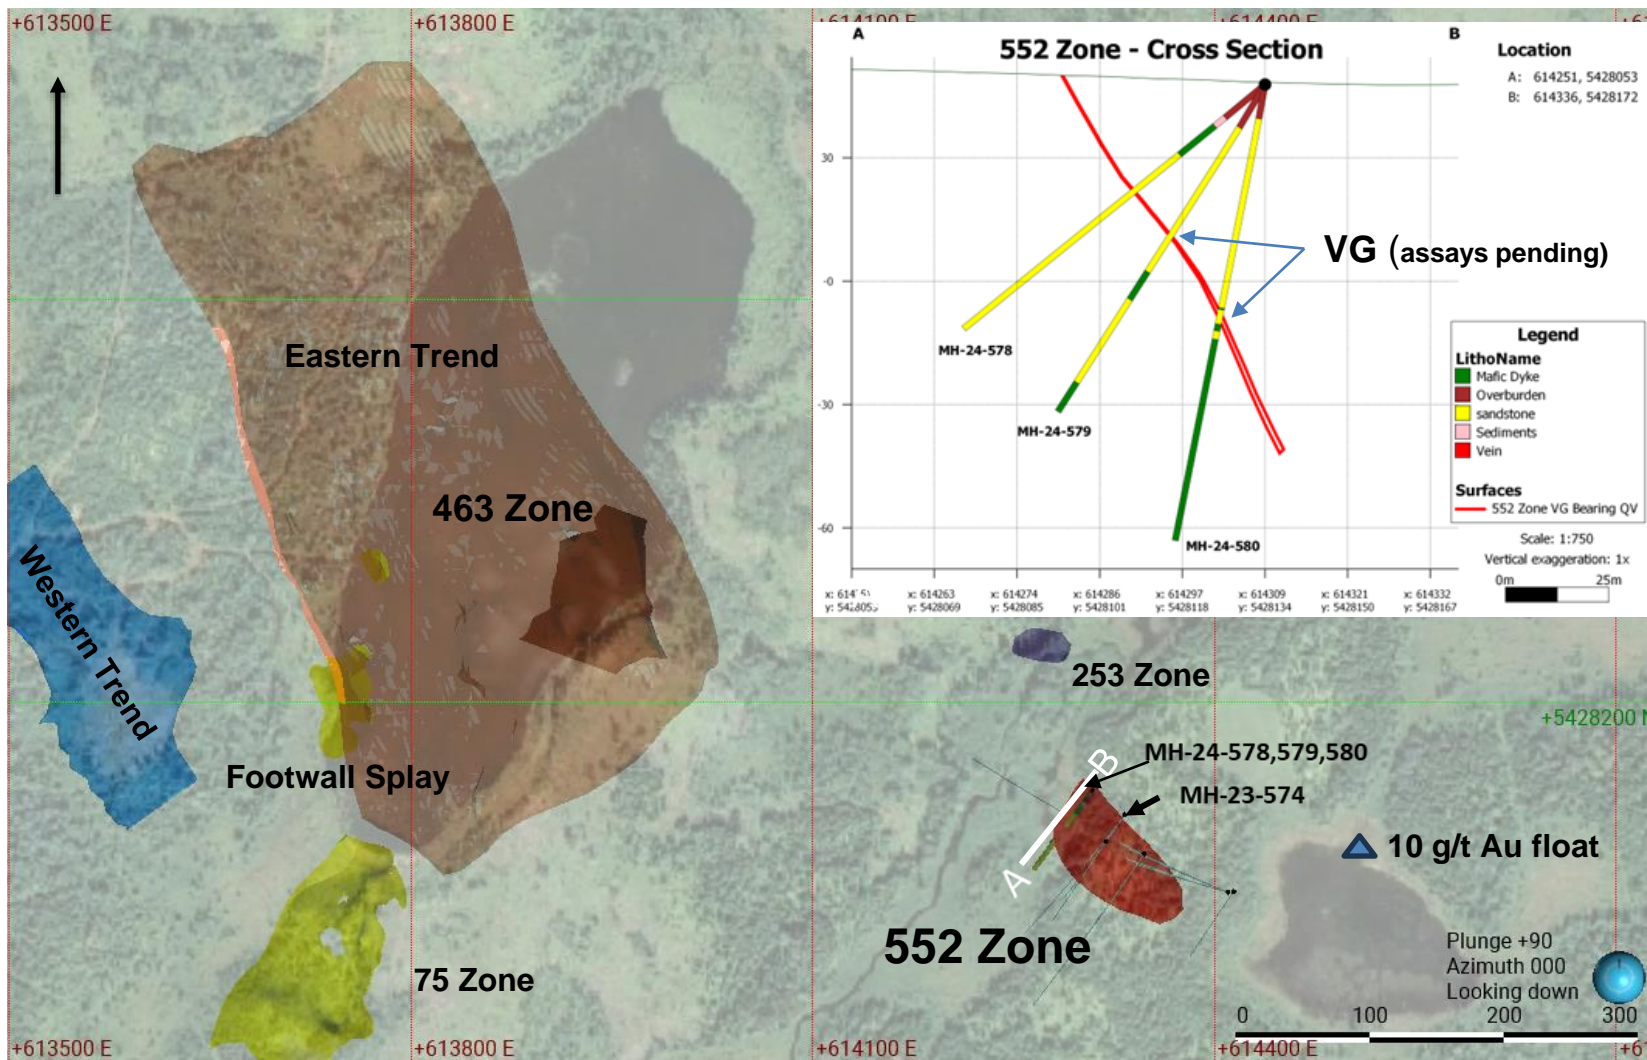 +613500 E
+613800 E
+614100 E
+614400 E
A
552 Zone - Cross Section
B
Location
A: 614251, 5428053
B: 614336, 5428172
30
-0
-30
-60
VG (assays pending)
MH-24-578
MH-24-579
MH-24-580
Legend
LithoName
Mafic Dyke
Overburden
sandstone
Sediments
Vein
Surfaces
552 Zone VG Bearing QV
Scale: 1:750
Vertical exaggeration: 1x
0m 25m
x: 614263 x: 614274 x: 614286 x: 614297 x: 614309 x: 614321 x: 614332
y: 5428069 y: 5428085 y: 5428101 y: 5428118 y: 5428134 y: 5428150 y: 5428167
Eastern Trend
463 Zone
Western Trend
Footwall Splay
75 Zone
253 Zone
+5428200 N
MH-24-578,579,580
MH-23-574
B
A
10 g/t Au float
552 Zone
Plunge +90
Azimuth 000
Looking down
0 100 200 300
+613500 E
+613800 E
+614100 E
+614400 E